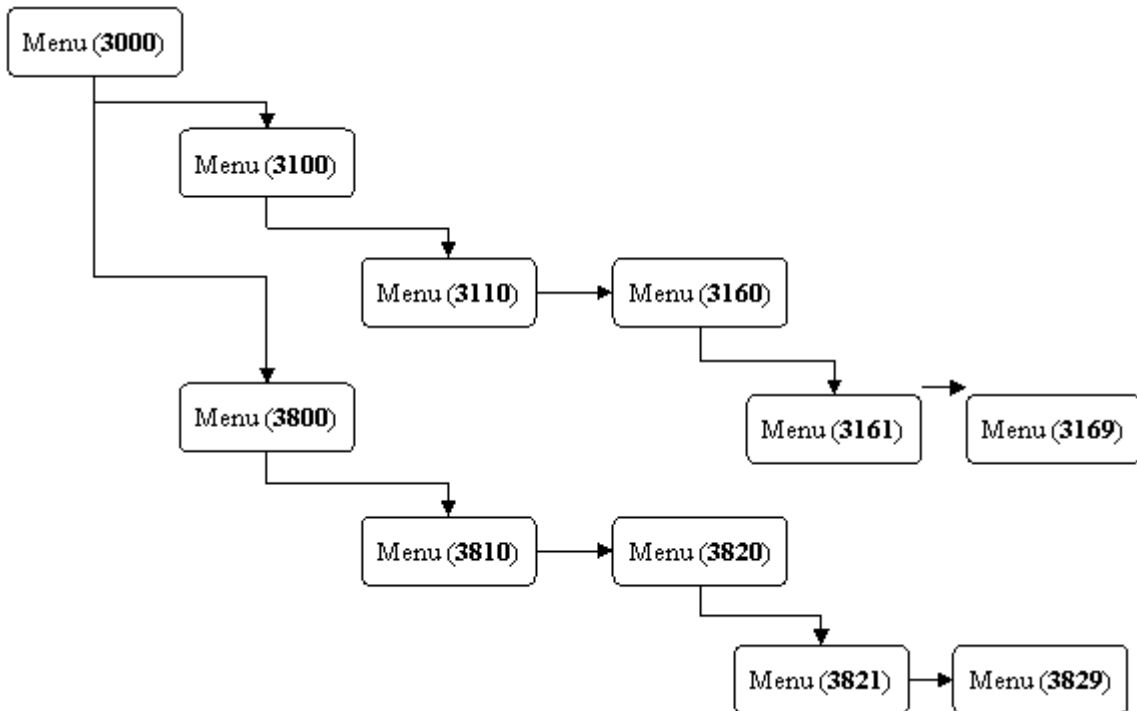 Menu (3000)
Menu (3100)
Menu (3110)
Menu (3160)
Menu (3800)
Menu (3161)
Menu (3169)
Menu (3810)
Menu (3820)
Menu (3821)
Menu (3829)